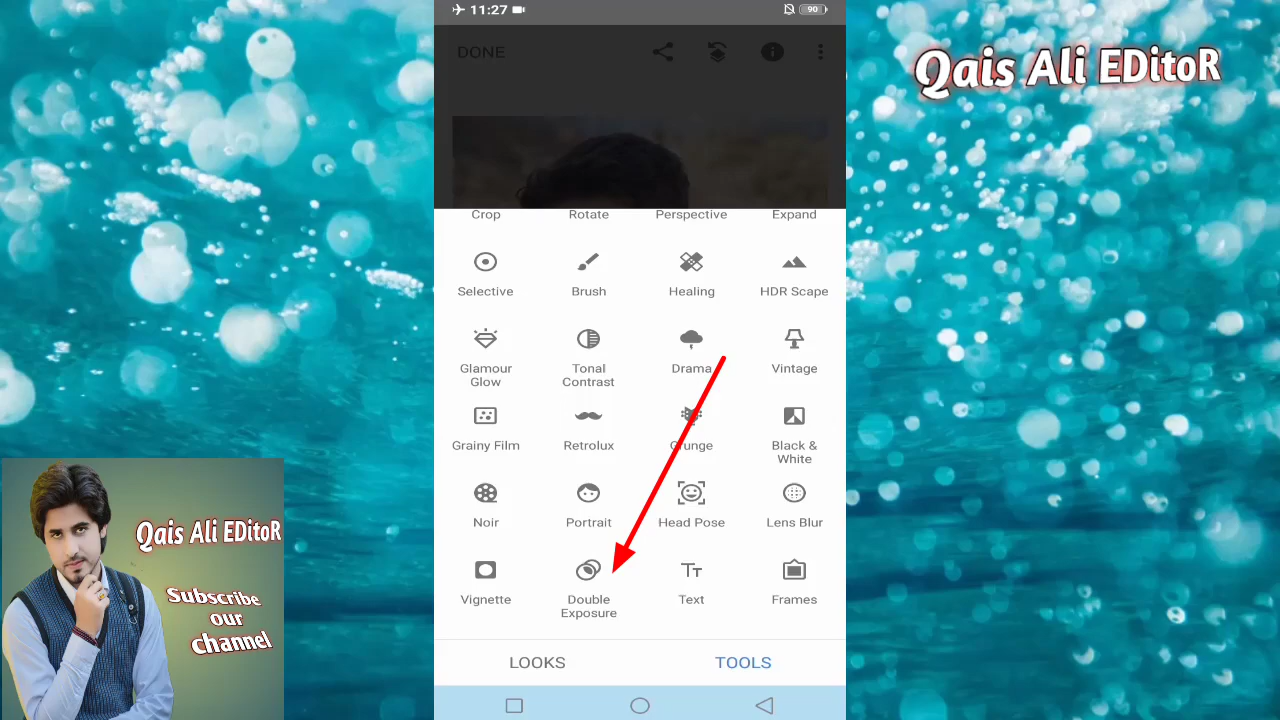 11:27
90
DONE
Qais Ali EDitoR
Crop Rotate Perspective Expand
Selective Brush Healing HDR Scape
Glamour Glow Tonal Contrast Drama Vintage
Grainy Film Retrolux Grunge Black & White
Noir Portrait Head Pose Lens Blur
Vignette Double Exposure Text Frames
LOOKS TOOLS
Qais Ali EDitoR
Subscribe
our
channel